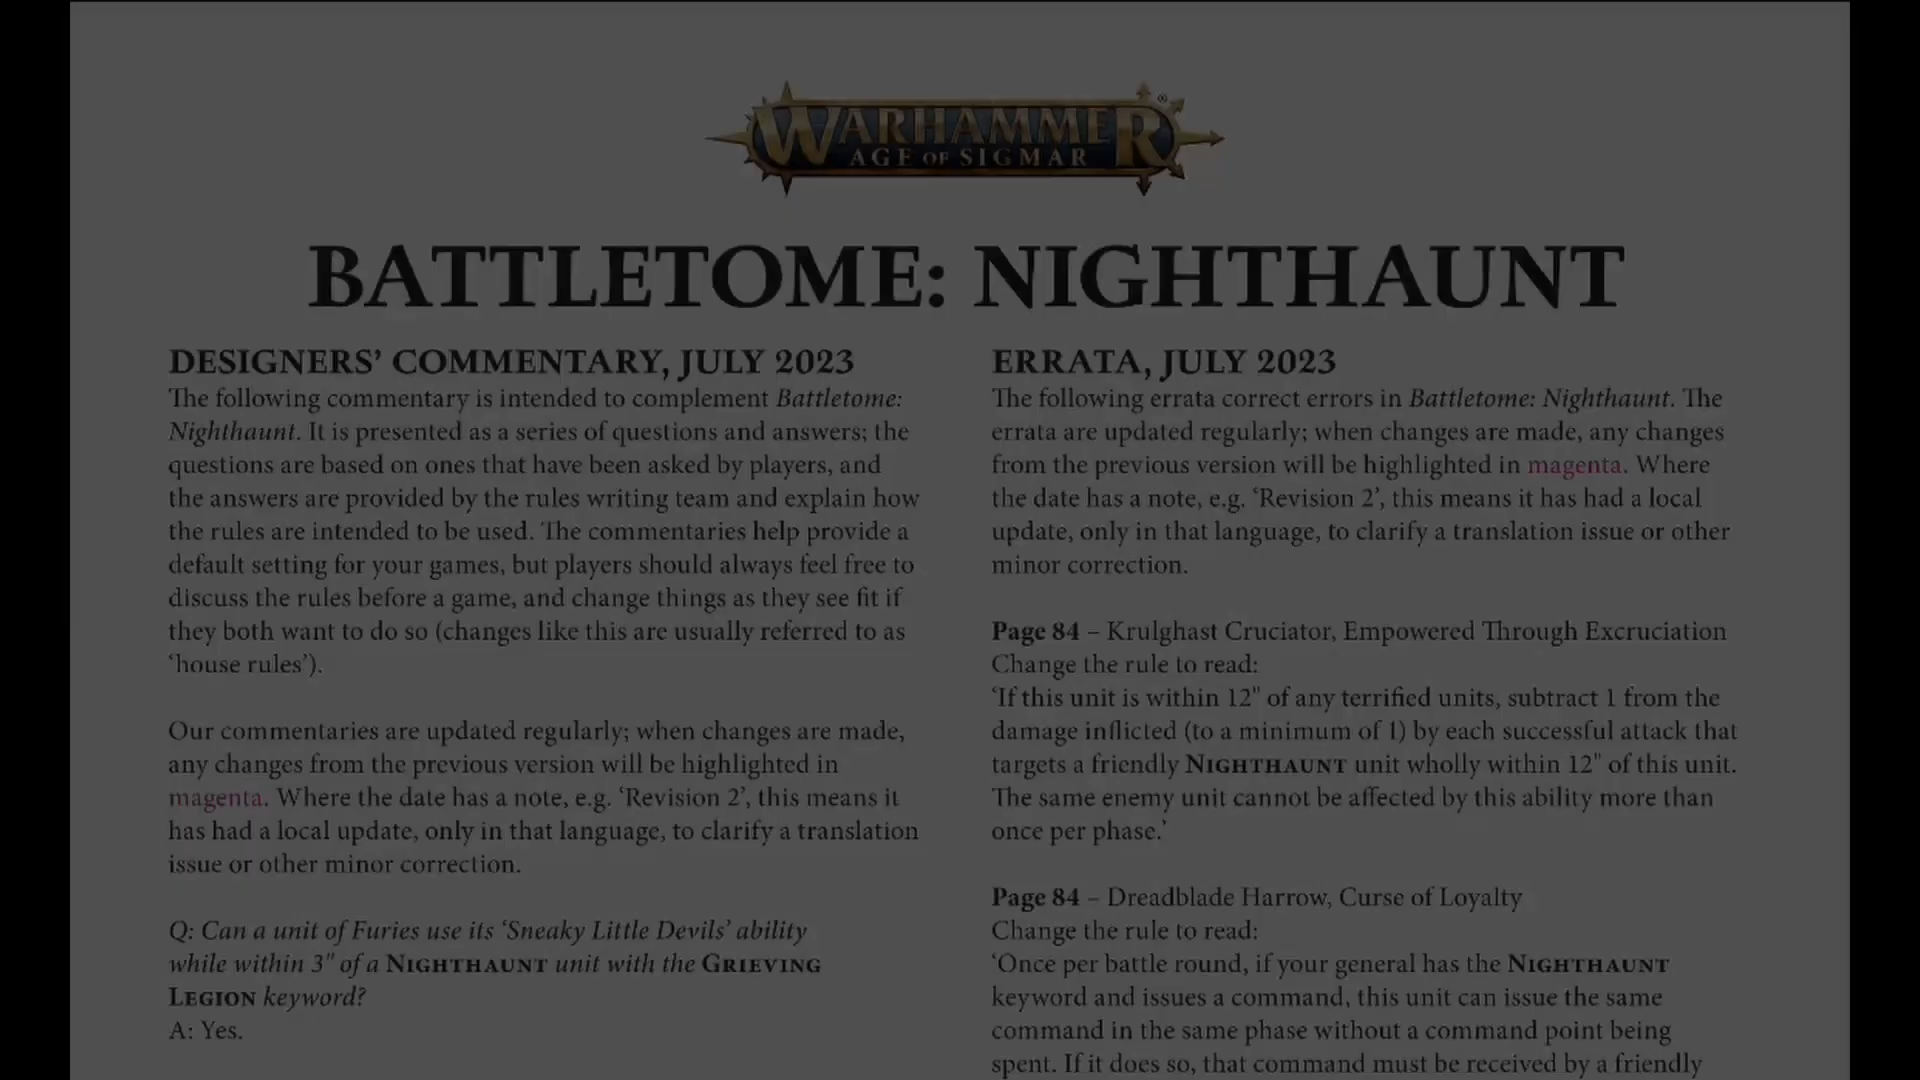 WARHAMMER®
AGE OF SIGMAR
BATTLETOME: NIGHTHAUNT
DESIGNERS’ COMMENTARY, JULY 2023
The following commentary is intended to complement Battletome:
Nighthaunt. It is presented as a series of questions and answers; the
questions are based on ones that have been asked by players, and
the answers are provided by the rules writing team and explain how
the rules are intended to be used. The commentaries help provide a
default setting for your games, but players should always feel free to
discuss the rules before a game, and change things as they see fit if
they both want to do so (changes like this are usually referred to as
‘house rules’).
Our commentaries are updated regularly; when changes are made,
any changes from the previous version will be highlighted in
magenta. Where the date has a note, e.g. ‘Revision 2’, this means it
has had a local update, only in that language, to clarify a translation
issue or other minor correction.
Q: Can a unit of Furies use its ‘Sneaky Little Devils’ ability
while within 3" of a NIGHTHAUNT unit with the GRIEVING
LEGION keyword?
A: Yes.
ERRATA, JULY 2023
The following errata correct errors in Battletome: Nighthaunt. The
errata are updated regularly; when changes are made, any changes
from the previous version will be highlighted in magenta. Where
the date has a note, e.g. ‘Revision 2’, this means it has had a local
update, only in that language, to clarify a translation issue or other
minor correction.
Page 84 – Krulghast Cruciator, Empowered Through Excruciation
Change the rule to read:
‘If this unit is within 12" of any terrified units, subtract 1 from the
damage inflicted (to a minimum of 1) by each successful attack that
targets a friendly NIGHTHAUNT unit wholly within 12" of this unit.
The same enemy unit cannot be affected by this ability more than
once per phase.’
Page 84 – Dreadblade Harrow, Curse of Loyalty
Change the rule to read:
‘Once per battle round, if your general has the NIGHTHAUNT
keyword and issues a command, this unit can issue the same
command in the same phase without a command point being
spent. If it does so, that command must be received by a friendly